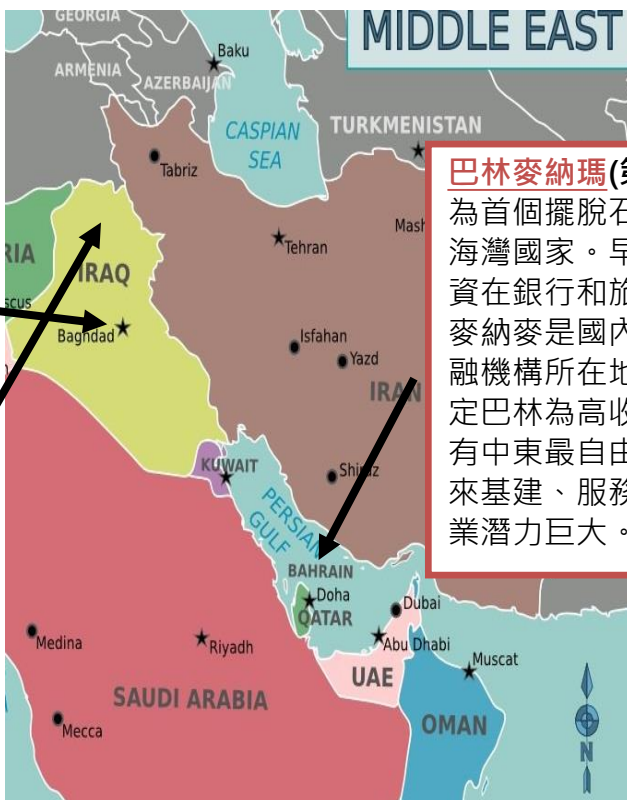 MIDDLE EAST
GEORGIA
ARMENIA
AZERBAIJAN
Baku
CASPIAN
SEA
TURKMENISTAN
Tabriz
Mash
Tehran
RIA
scus
IRAQ
Baghdad
Isfahan
Yazd
IRAN
Shiraz
KUWAIT
PERSIAN
GULF
BAHRAIN
Doha
QATAR
Dubai
Abu Dhabi
UAE
Medina
Riyadh
Muscat
SAUDI ARABIA
Mecca
OMAN
N
巴林麥納瑪(第
為首個擺脫石
海灣國家。早
資在銀行和旅
麥納麥是國內
融機構所在地
定巴林為高收
有中東最自由
來基建、服務
業潛力巨大。